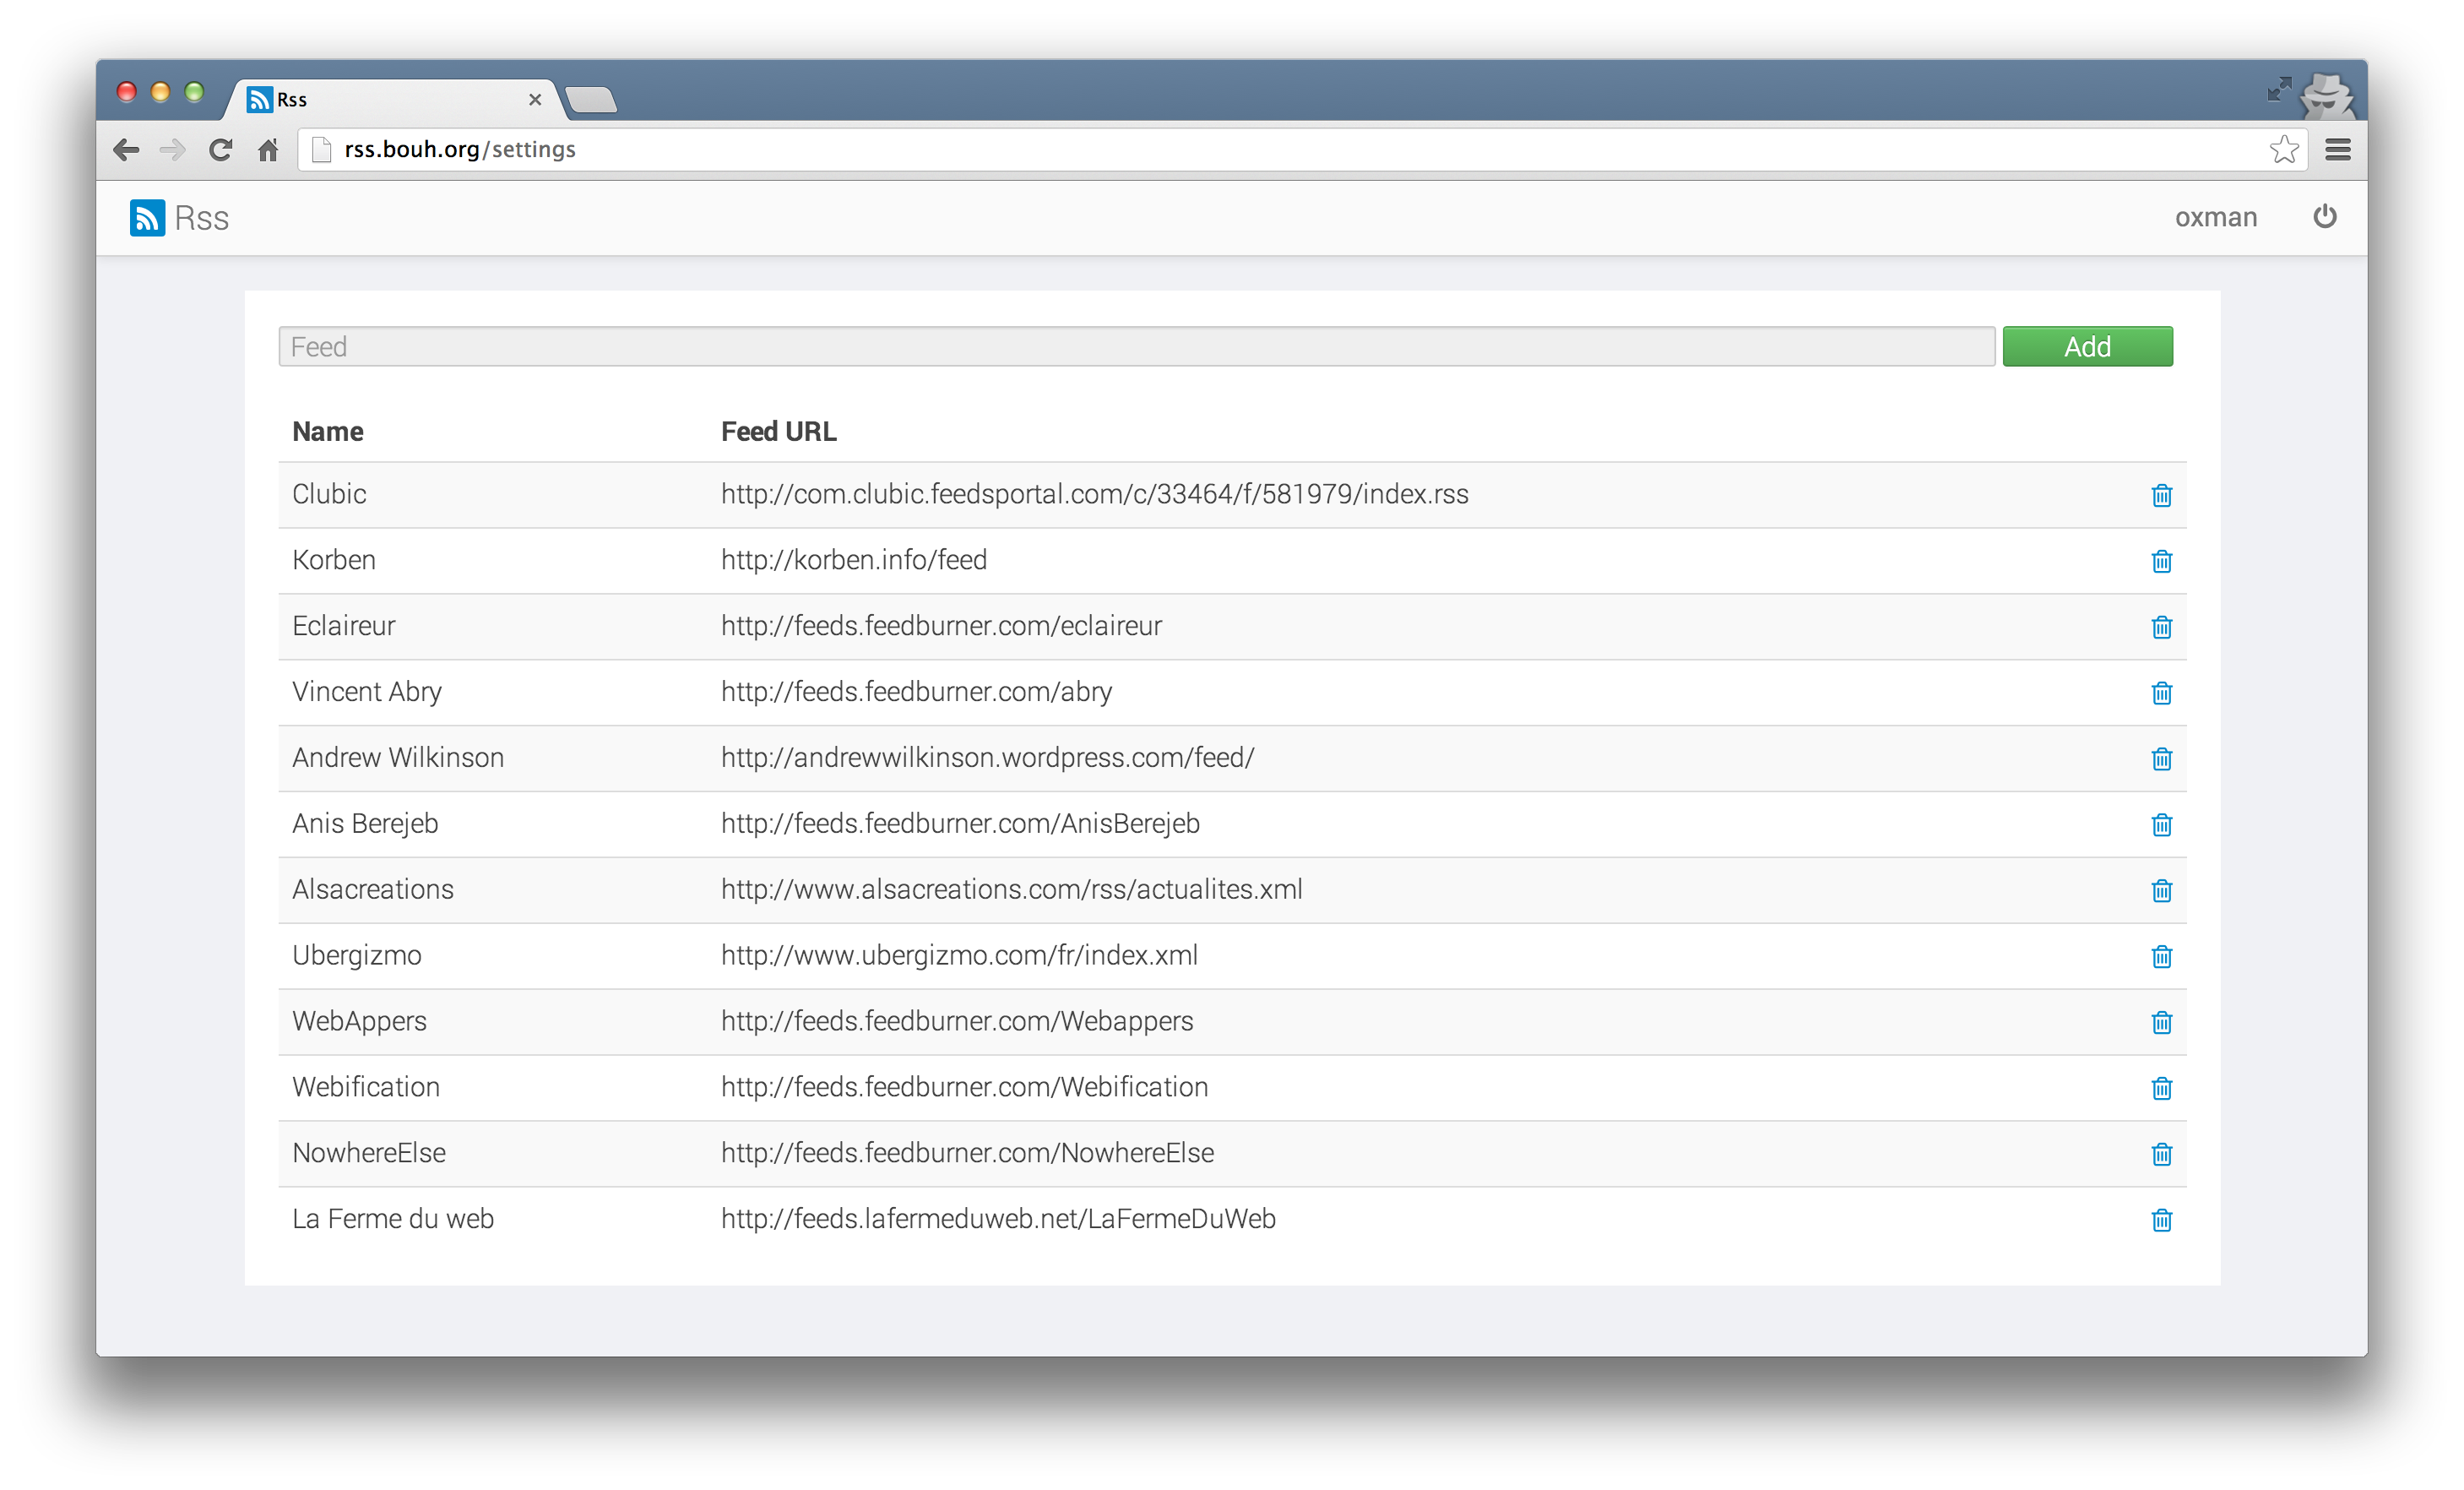 Rss
rss.bouh.org/settings
Rss
oxman
Feed
Add
Name Feed URL
Clubic http://com.clubic.feedsportal.com/c/33464/f/581979/index.rss
Korben http://korben.info/feed
Eclaireur http://feeds.feedburner.com/eclaireur
Vincent Abry http://feeds.feedburner.com/abry
Andrew Wilkinson http://andrewwilkinson.wordpress.com/feed/
Anis Berejeb http://feeds.feedburner.com/AnisBerejeb
Alsacreations http://www.alsacreations.com/rss/actualites.xml
Ubergizmo http://www.ubergizmo.com/fr/index.xml
WebAppers http://feeds.feedburner.com/Webappers
Webification http://feeds.feedburner.com/Webification
NowhereElse http://feeds.feedburner.com/NowhereElse
La Ferme du web http://feeds.lafermeduweb.net/LaFermeDuWeb